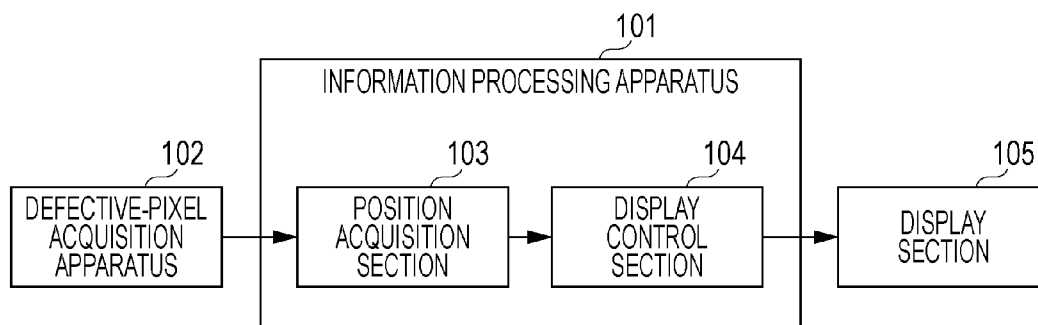 101
INFORMATION PROCESSING APPARATUS
102
DEFECTIVE-PIXEL
ACQUISITION
APPARATUS
103
POSITION
ACQUISITION
SECTION
104
DISPLAY
CONTROL
SECTION
105
DISPLAY
SECTION